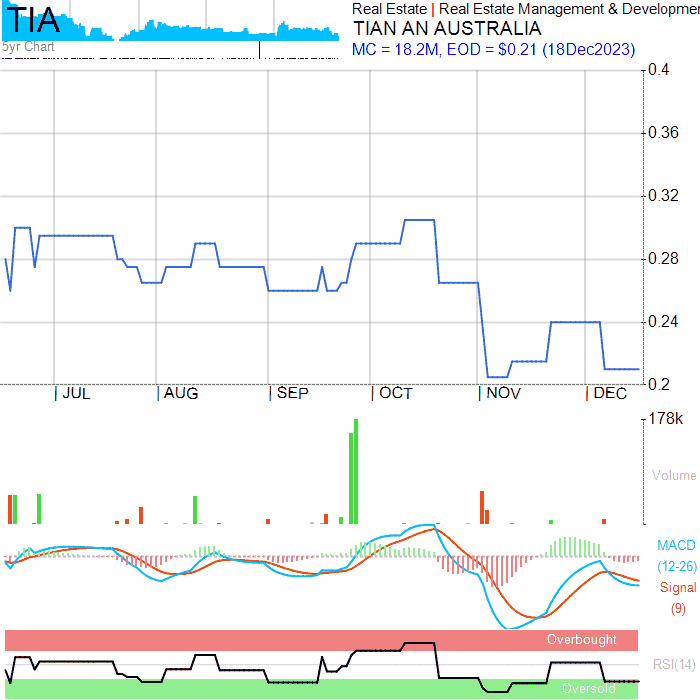 TIA
5yr Chart
Real Estate | Real Estate Management & Developmen
TIAN AN AUSTRALIA
MC = 18.2M, EOD = $0.21 (18Dec2023)
0.4
0.36
0.32
0.28
0.24
0.2
| JUL | AUG | SEP | OCT | NOV | DEC
178k
Volume
MACD
(12-26)
Signal
(9)
Overbought
RSI(14)
Oversold